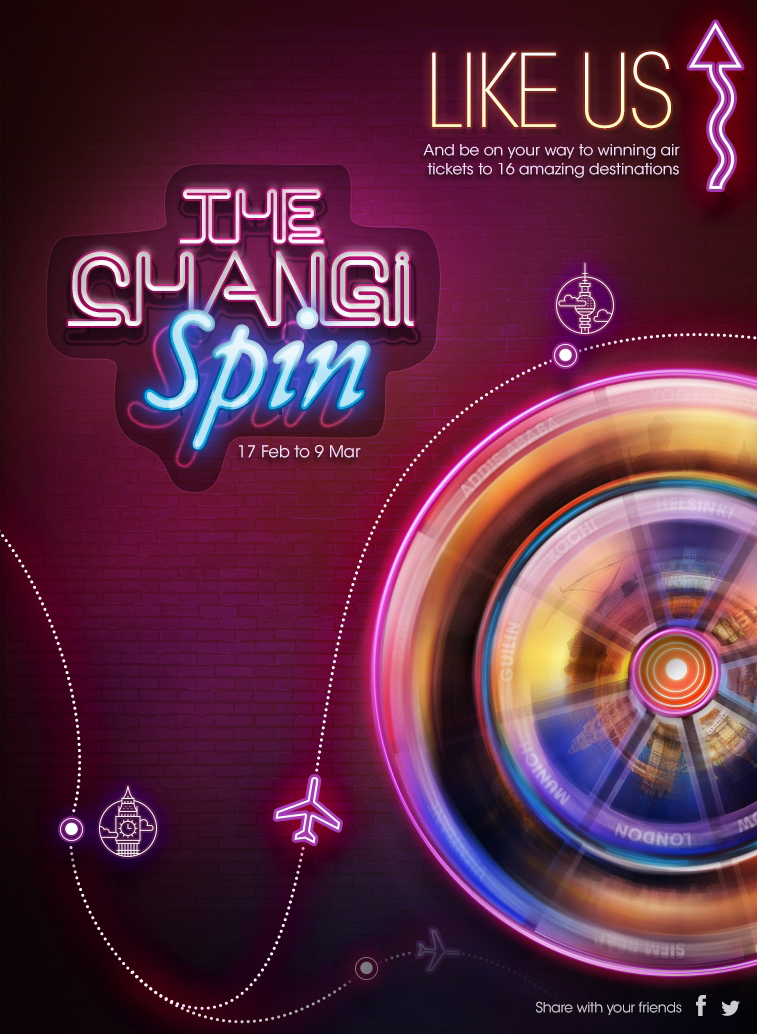 LIKE US
And be on your way to winning air
tickets to 16 amazing destinations
THE
CHANGI
Spin
17 Feb to 9 Mar
ADDIS ABABA
HELSINKI
KOCHI
GUILIN
MUNICH
LONDON
SIEM REAP
Share with your friends